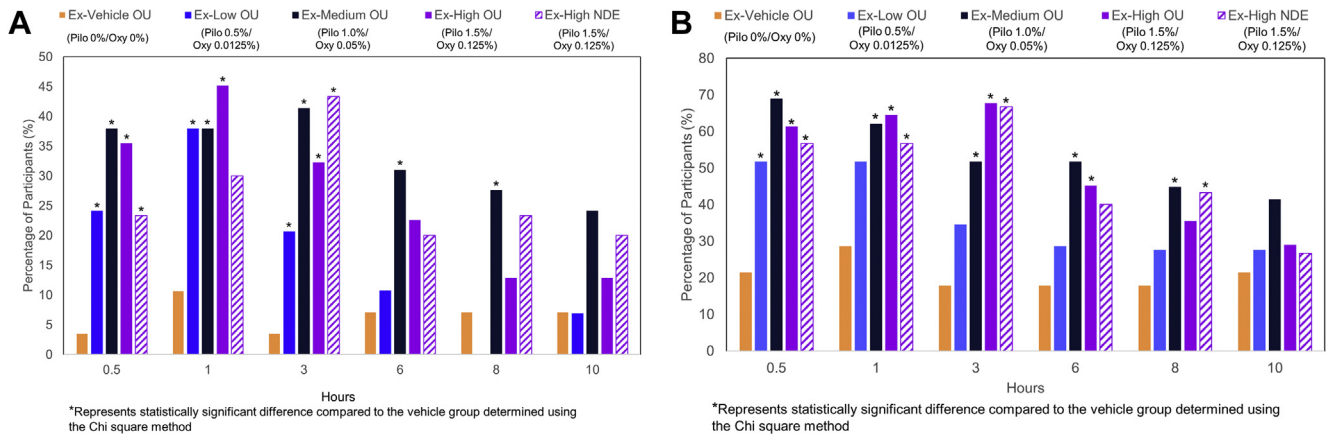 A
Ex-Vehicle OU Ex-Low OU Ex-Medium OU Ex-High OU Ex-High NDE
(Pilo 0%/Oxy 0%) (Pilo 0.5%/ (Pilo 1.0%/ (Pilo 1.5%/ (Pilo 1.5%/
Oxy 0.0125%) Oxy 0.05%) Oxy 0.125%) Oxy 0.125%)
Percentage of Participants (%)
50
45
40
35
30
25
20
15
10
5
0
* * * *
* * *
* * *
*
*
0.5 1 3 6 8 10
Hours
*Represents statistically significant difference compared to the vehicle group determined using
the Chi square method
B
Ex-Vehicle OU Ex-Low OU Ex-Medium OU Ex-High OU Ex-High NDE
(Pilo 0%/Oxy 0%) (Pilo 0.5%/ (Pilo 1.0%/ (Pilo 1.5%/ (Pilo 1.5%/
Oxy 0.0125%) Oxy 0.05%) Oxy 0.125%) Oxy 0.125%)
Percentage of Participants (%)
80
70
60
50
40
30
20
10
0
* * * *
* * *
* * *
* *
* *
0.5 1 3 6 8 10
Hours
*Represents statistically significant difference compared to the vehicle group determined using
the Chi square method